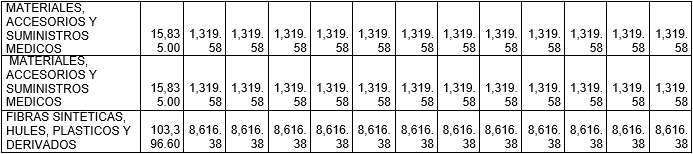 MATERIALES,
ACCESORIOS Y
SUMINISTROS 15,83 1,319. 1,319. 1,319. 1,319. 1,319. 1,319. 1,319. 1,319. 1,319. 1,319. 1,319. 1,319.
MEDICOS 5.00 58 58 58 58 58 58 58 58 58 58 58 58
MATERIALES,
ACCESORIOS Y
SUMINISTROS 15,83 1,319. 1,319. 1,319. 1,319. 1,319. 1,319. 1,319. 1,319. 1,319. 1,319. 1,319. 1,319.
MEDICOS 5.00 58 58 58 58 58 58 58 58 58 58 58 58
FIBRAS SINTETICAS,
HULES, PLASTICOS Y 103,3 8,616. 8,616. 8,616. 8,616. 8,616. 8,616. 8,616. 8,616. 8,616. 8,616. 8,616. 8,616.
DERIVADOS 96.60 38 38 38 38 38 38 38 38 38 38 38 38